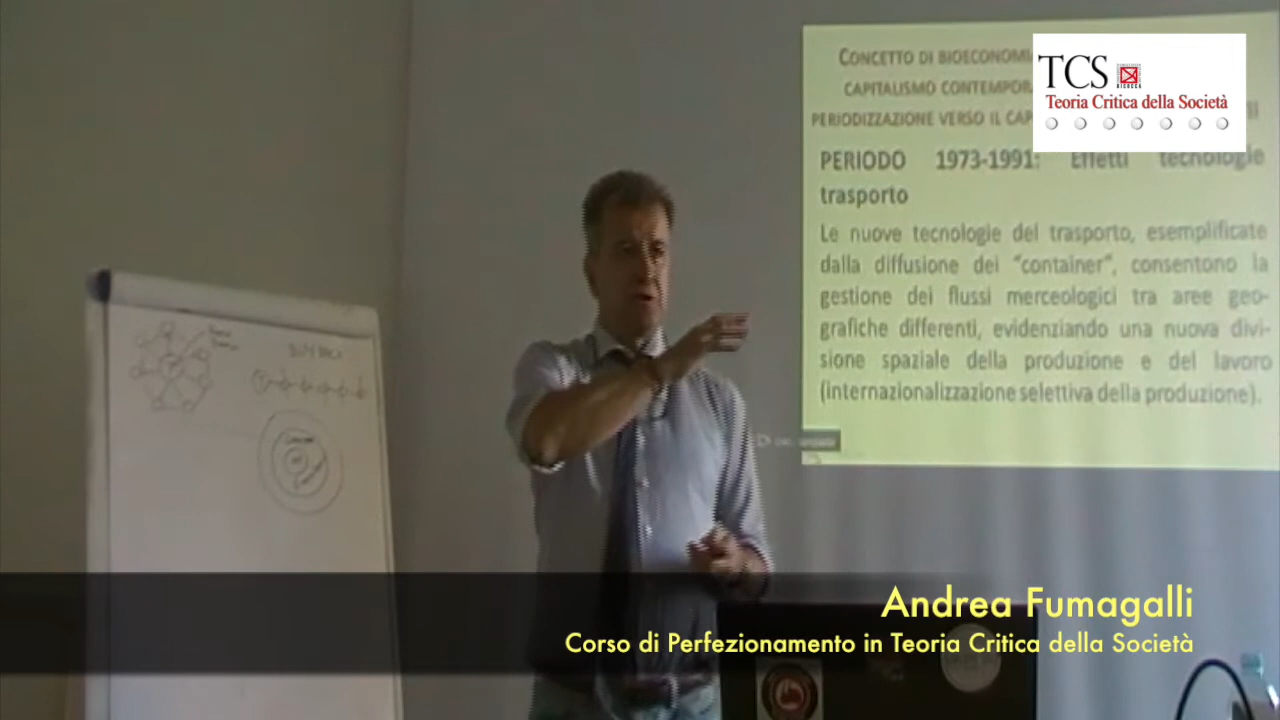 CONCETTO DI BIOECONOMIA
CAPITALISMO CONTEMPOR
PERIODIZZAZIONE VERSO IL CAP
TCS
BICOCCA
Teoria Critica della Società
PERIODO 1973-1991: Effetti tecnologie
trasporto
Le nuove tecnologie del trasporto, esemplificate
dalla diffusione dei “container”, consentono la
gestione dei flussi merceologici tra aree geo-
grafiche differenti, evidenziando una nuova divi-
sione spaziale della produzione e del lavoro
(internazionalizzazione selettiva della produzione).
Andrea Fumagalli
Corso di Perfezionamento in Teoria Critica della Società